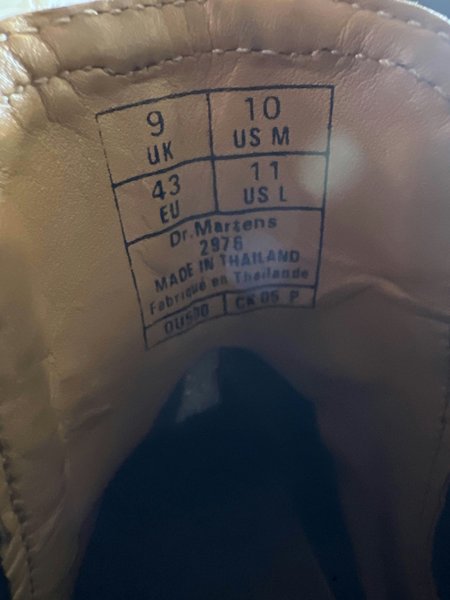 9 10
UK US M
43 11
EU US L
Dr.Martens
2976
MADE IN THAILAND
Fabriqué en Thaïlande
CK 05 P